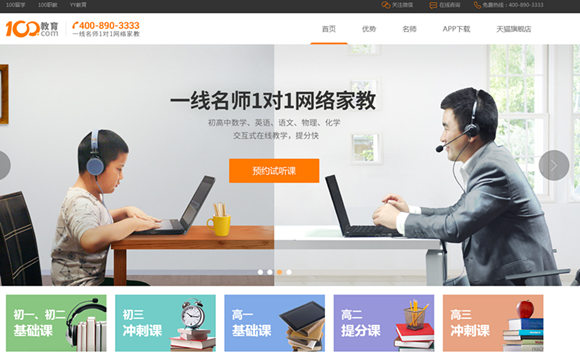 100留学 100职教 YY教育
关注微信 在线咨询 免费热线：400-890-3333
100教育
.com
400-890-3333
一线名师1对1网络家教
首页 优势 名师 APP下载 天猫旗舰店
一线名师1对1网络家教
初高中数学、英语、语文、物理、化学
交互式在线教学，提分快
预约试听课
初一、初二
基础课
初三
冲刺课
高一
基础课
高二
提分课
高三
冲刺课